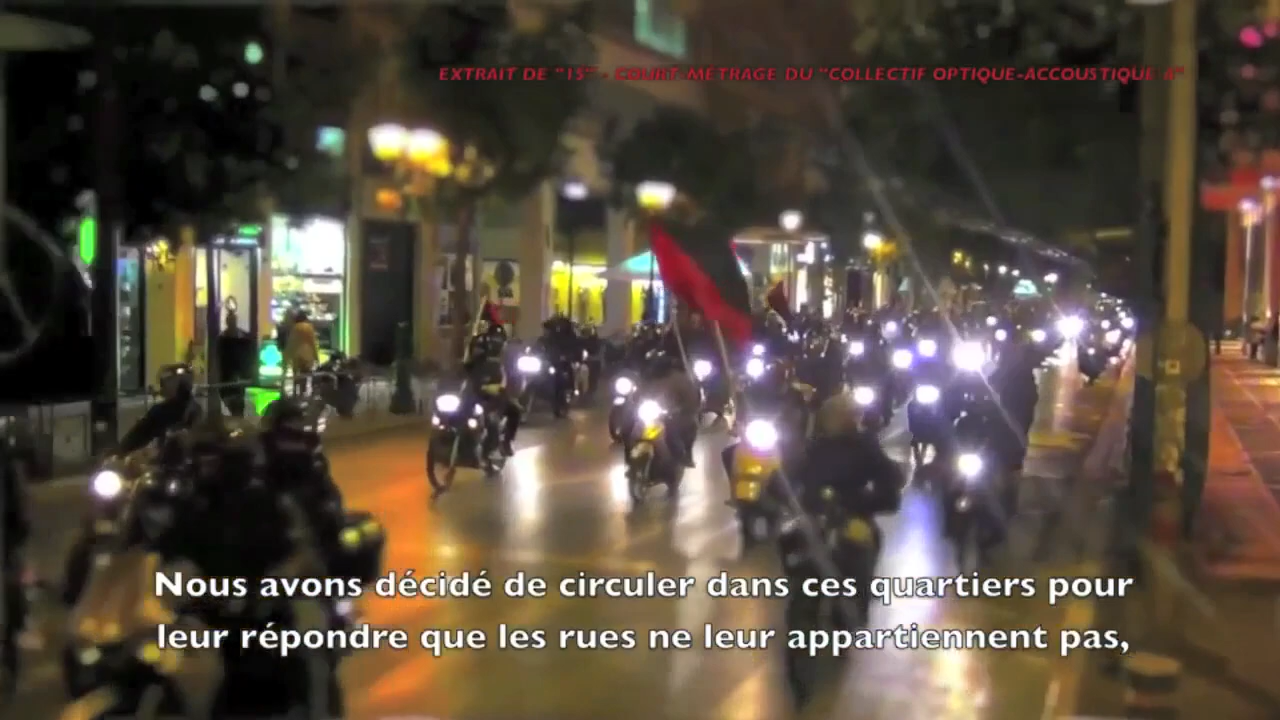 EXTRAIT DE "15" - COURT-MÉTRAGE DU "COLLECTIF OPTIQUE-ACCOUSTIQUE
Nous avons décidé de circuler dans ces quartiers pour
leur répondre que les rues ne leur appartiennent pas,